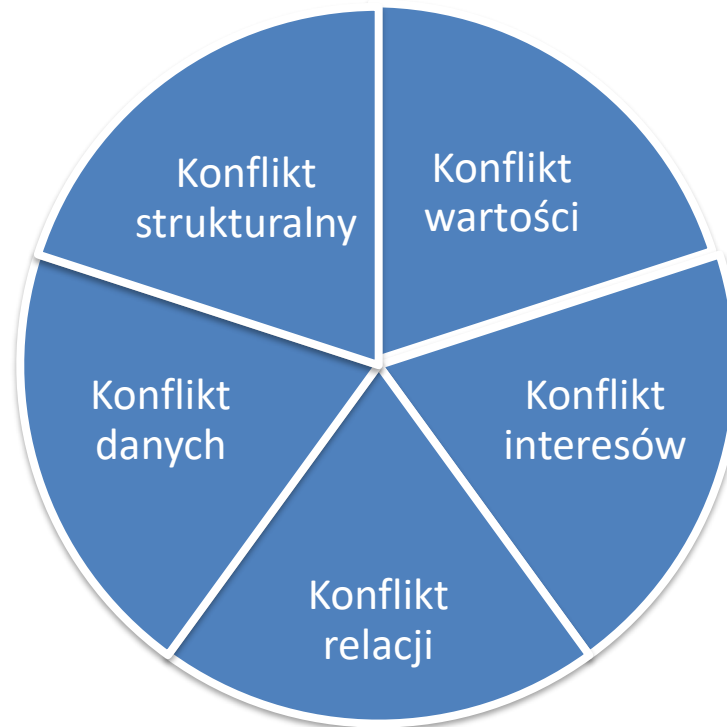 Konflikt
strukturalny
Konflikt
wartości
Konflikt
danych
Konflikt
interesów
Konflikt
relacji